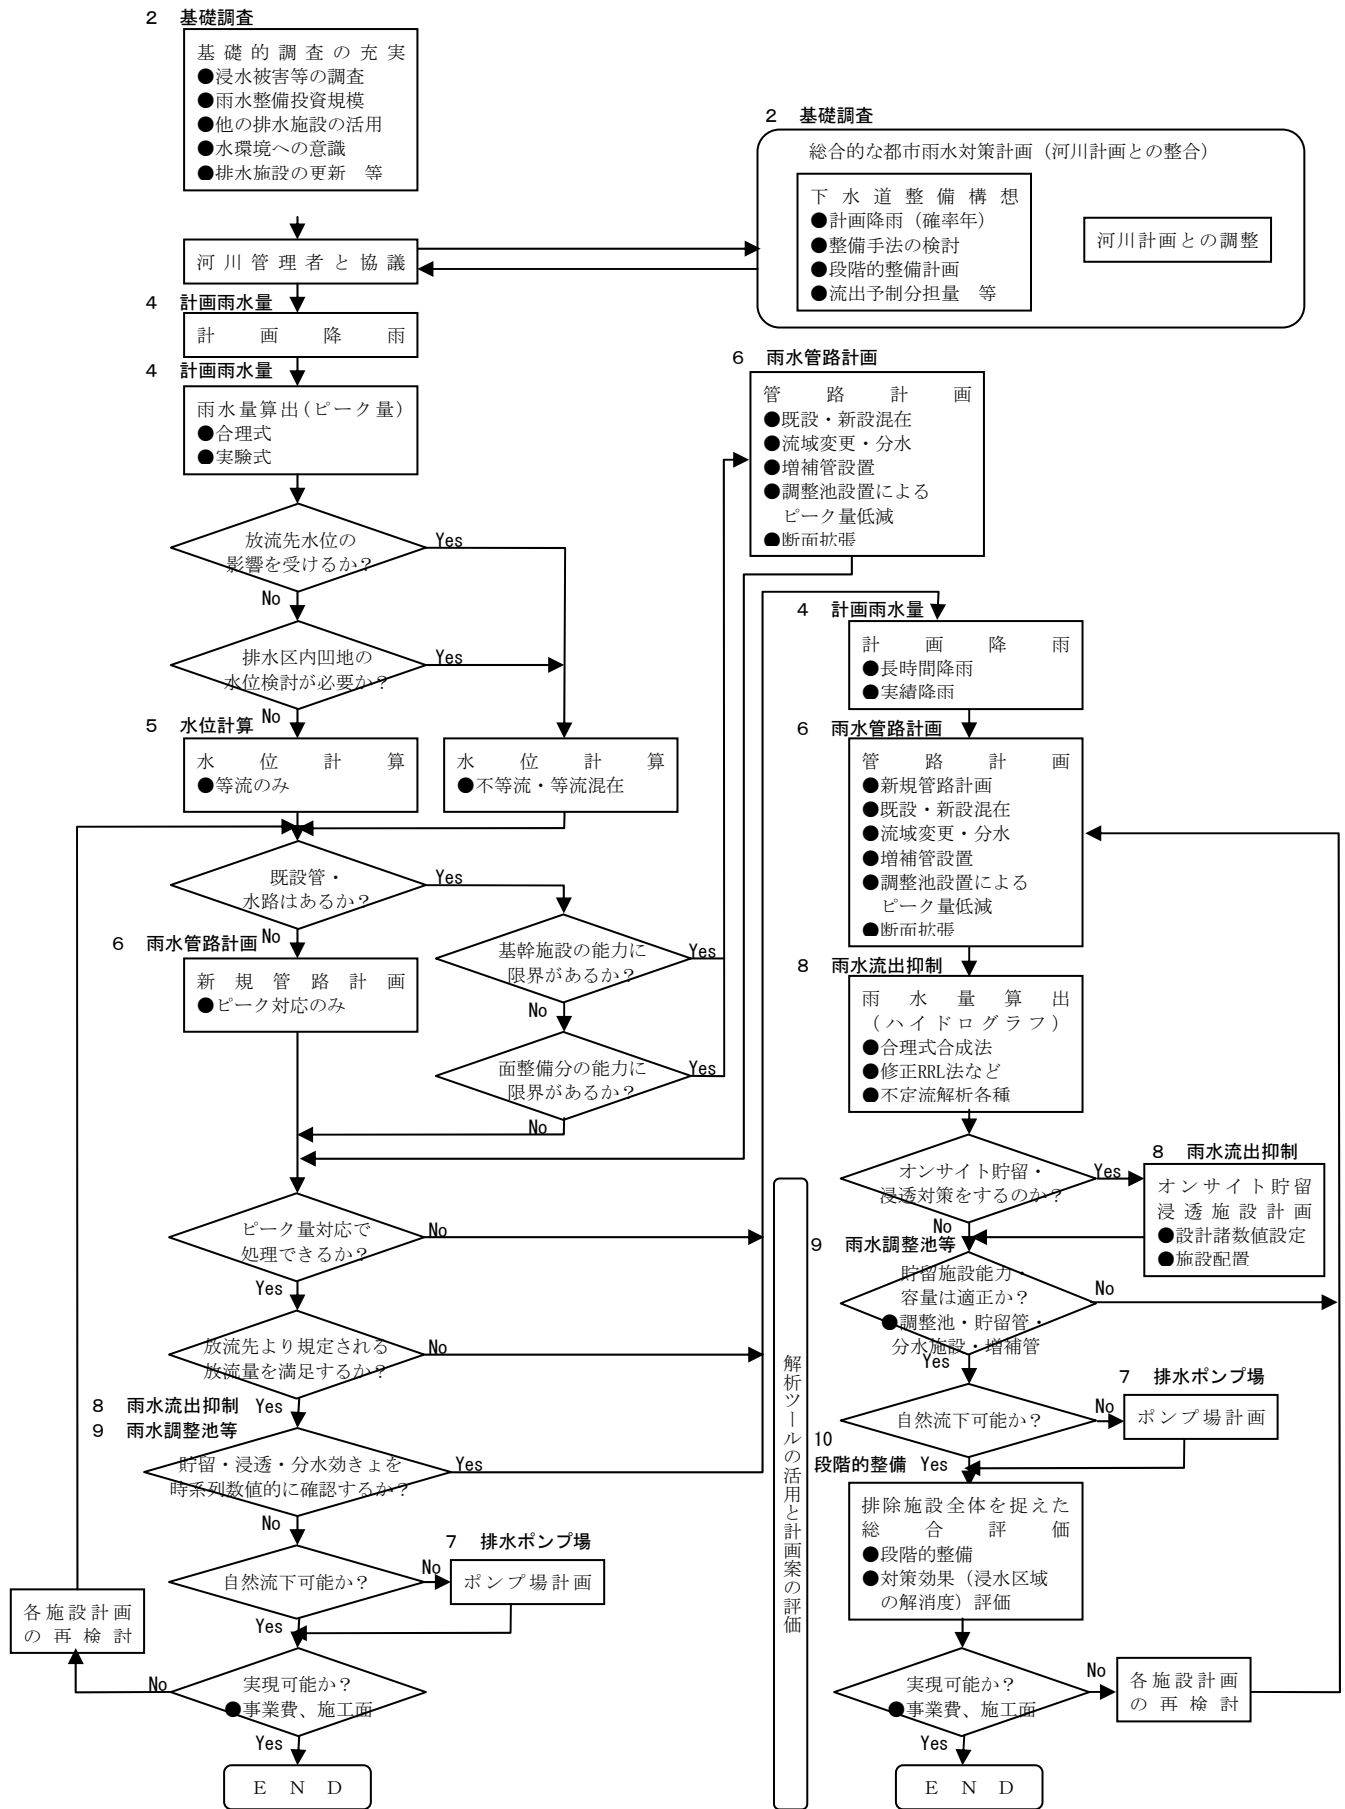 2 基礎調査
基礎的調査の充実
●浸水被害等の調査
●雨水整備投資規模
●他の排水施設の活用
●水環境への意識
●排水施設の更新 等
河川管理者と協議
2 基礎調査
総合的な都市雨水対策計画（河川計画との整合）
下水道整備構想
●計画降雨（確率年）
●整備手法の検討
●段階的整備計画
●流出予制分担量 等
河川計画との調整
4 計画雨水量
計画降雨
4 計画雨水量
雨水量算出(ピーク量)
●合理式
●実験式
放流先水位の
影響を受けるか？
Yes
No
排水区内凹地の
水位検討が必要か？
Yes
No
5 水位計算
水位計算
●等流のみ
水位計算
●不等流・等流混在
既設管・
水路はあるか？
Yes
No
6 雨水管路計画
新規管路計画
●ピーク対応のみ
基幹施設の能力に
限界があるか？
Yes
No
面整備分の能力に
限界があるか？
Yes
No
6 雨水管路計画
管路計画
●既設・新設混在
●流域変更・分水
●増補管設置
●調整池設置による
ピーク量低減
●断面拡張
ピーク量対応で
処理できるか？
No
Yes
放流先より規定される
放流量を満足するか？
No
Yes
8 雨水流出抑制
9 雨水調整池等
貯留・浸透・分水効きょを
時系列数値的に確認するか？
Yes
No
自然流下可能か？
No
7 排水ポンプ場
ポンプ場計画
Yes
実現可能か？
●事業費、施工面
No
各施設計画
の再検討
Yes
END
解析ツールの活用と計画案の評価
4 計画雨水量
計画降雨
●長時間降雨
●実績降雨
6 雨水管路計画
管路計画
●新規管路計画
●既設・新設混在
●流域変更・分水
●増補管設置
●調整池設置による
ピーク量低減
●断面拡張
8 雨水流出抑制
雨水量算出
(ハイドログラフ)
●合理式合成法
●修正RRL法など
●不定流解析各種
オンサイト貯留・
浸透対策をするのか？
Yes
No
8 雨水流出抑制
オンサイト貯留
浸透施設計画
●設計諸数値設定
●施設配置
9 雨水調整池等
貯留施設能力・
容量は適正か？
●調整池・貯留管・
分水施設・増補管
No
Yes
自然流下可能か？
No
7 排水ポンプ場
ポンプ場計画
10
段階的整備
Yes
排除施設全体を捉えた
総合評価
●段階的整備
●対策効果（浸水区域
の解消度）評価
実現可能か？
●事業費、施工面
No
各施設計画
の再検討
Yes
END